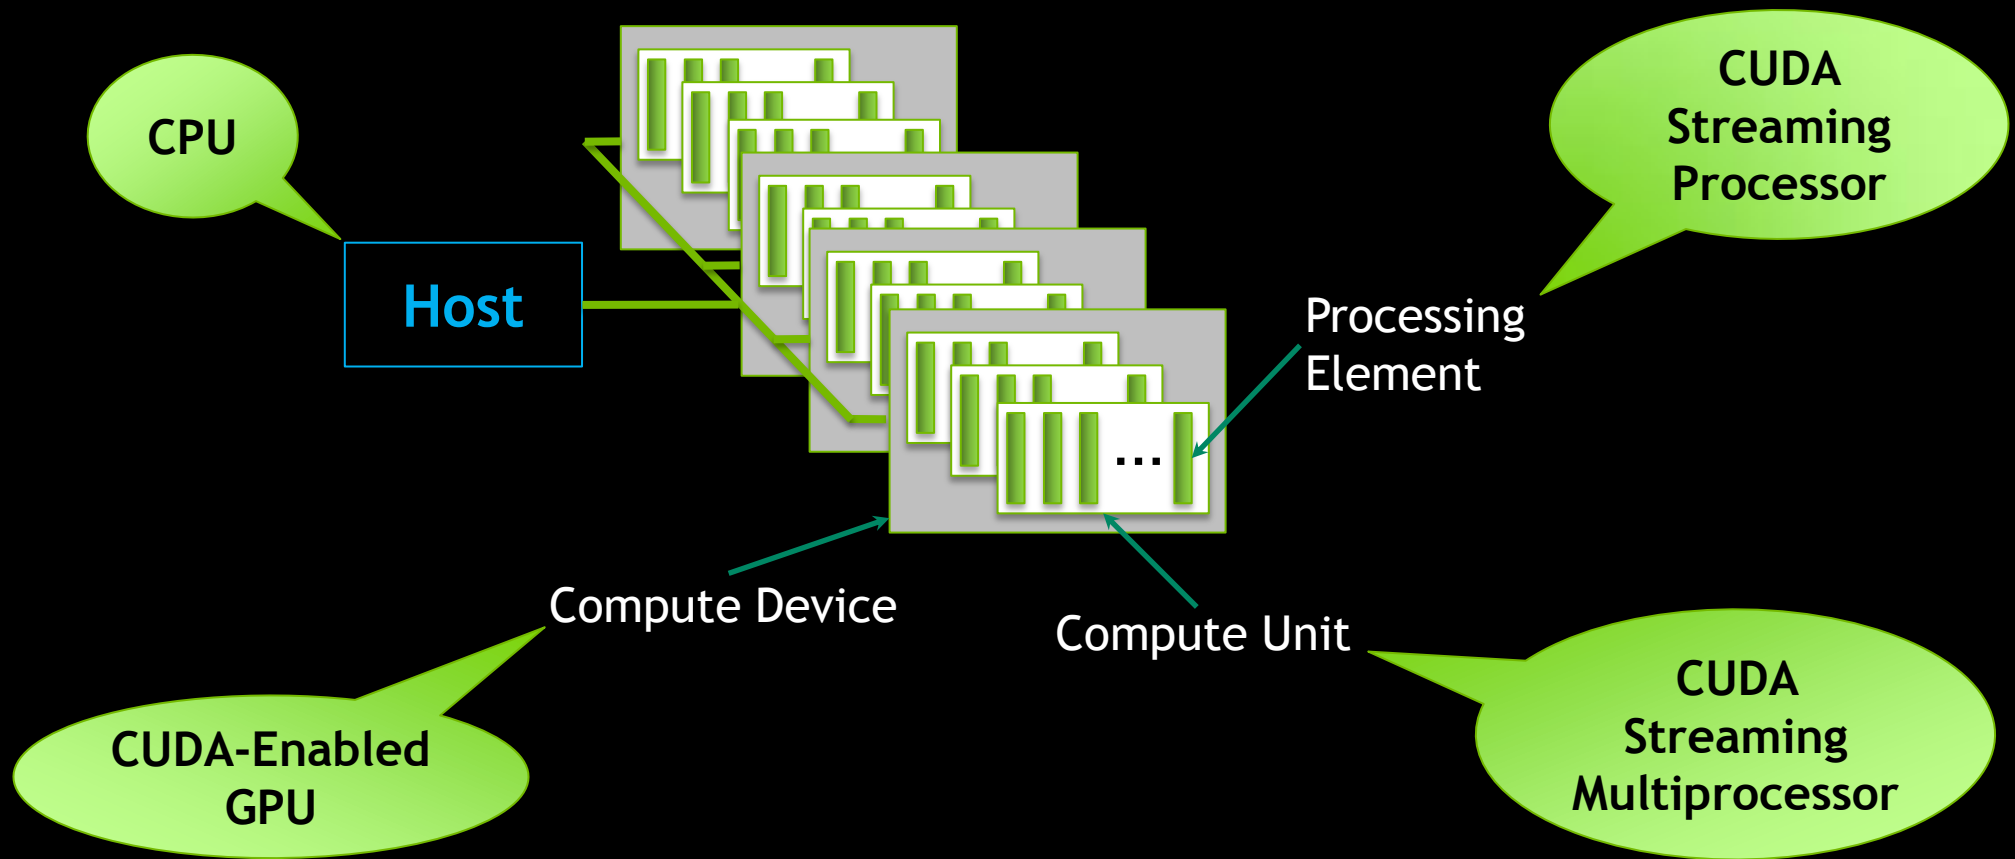 CPU
CUDA
Streaming
Processor
Host
Processing
Element
...
Compute Device
Compute Unit
CUDA-Enabled
GPU
CUDA
Streaming
Multiprocessor